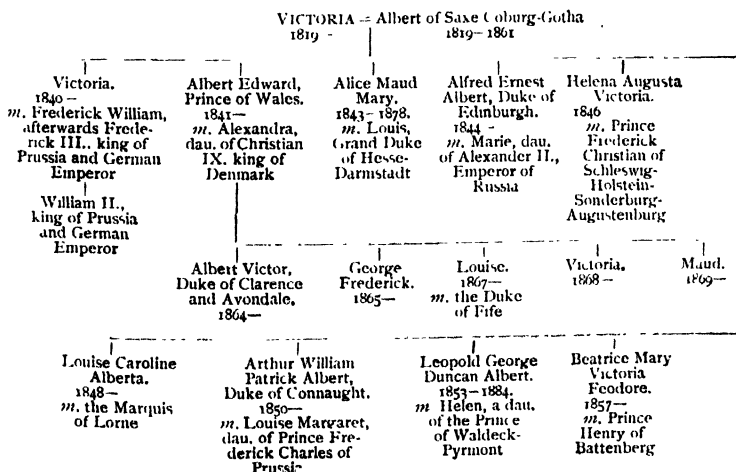 VICTORIA = Albert of Saxe Coburg-Gotha
1819 - 1819–1861
Victoria.
1840—
m. Frederick William,
afterwards Frede-
rick III., king of
Prussia and German
Emperor
William II.,
king of Prussia
and German
Emperor
Albert Edward,
Prince of Wales.
1841—
m. Alexandra,
dau. of Christian
IX. king of
Denmark
Alice Maud
Mary.
1843–1878.
m. Louis,
Grand Duke
of Hesse-
Darmstadt
Alfred Ernest
Albert, Duke of
Edinburgh.
1844 -
m. Marie, dau.
of Alexander II.,
Emperor of
Russia
Helena Augusta
Victoria.
1846
m. Prince
Frederick
Christian of
Schleswig-
Holstein-
Sonderburg-
Augustenburg
Albert Victor,
Duke of Clarence
and Avondale.
1864—
George
Frederick.
1865—
Louise.
1867—
m. the Duke
of Fife
Victoria.
1868—
Maud.
1869—
Louise Caroline
Alberta.
1848—
m. the Marquis
of Lorne
Arthur William
Patrick Albert,
Duke of Connaught.
1850—
m. Louise Margaret,
dau. of Prince Fre-
derick Charles of
Prussia
Leopold George
Duncan Albert.
1853–1884.
m Helen, a dau.
of the Prince
of Waldeck-
Pyrmont
Beatrice Mary
Victoria
Feodore.
1857—
m. Prince
Henry of
Battenberg